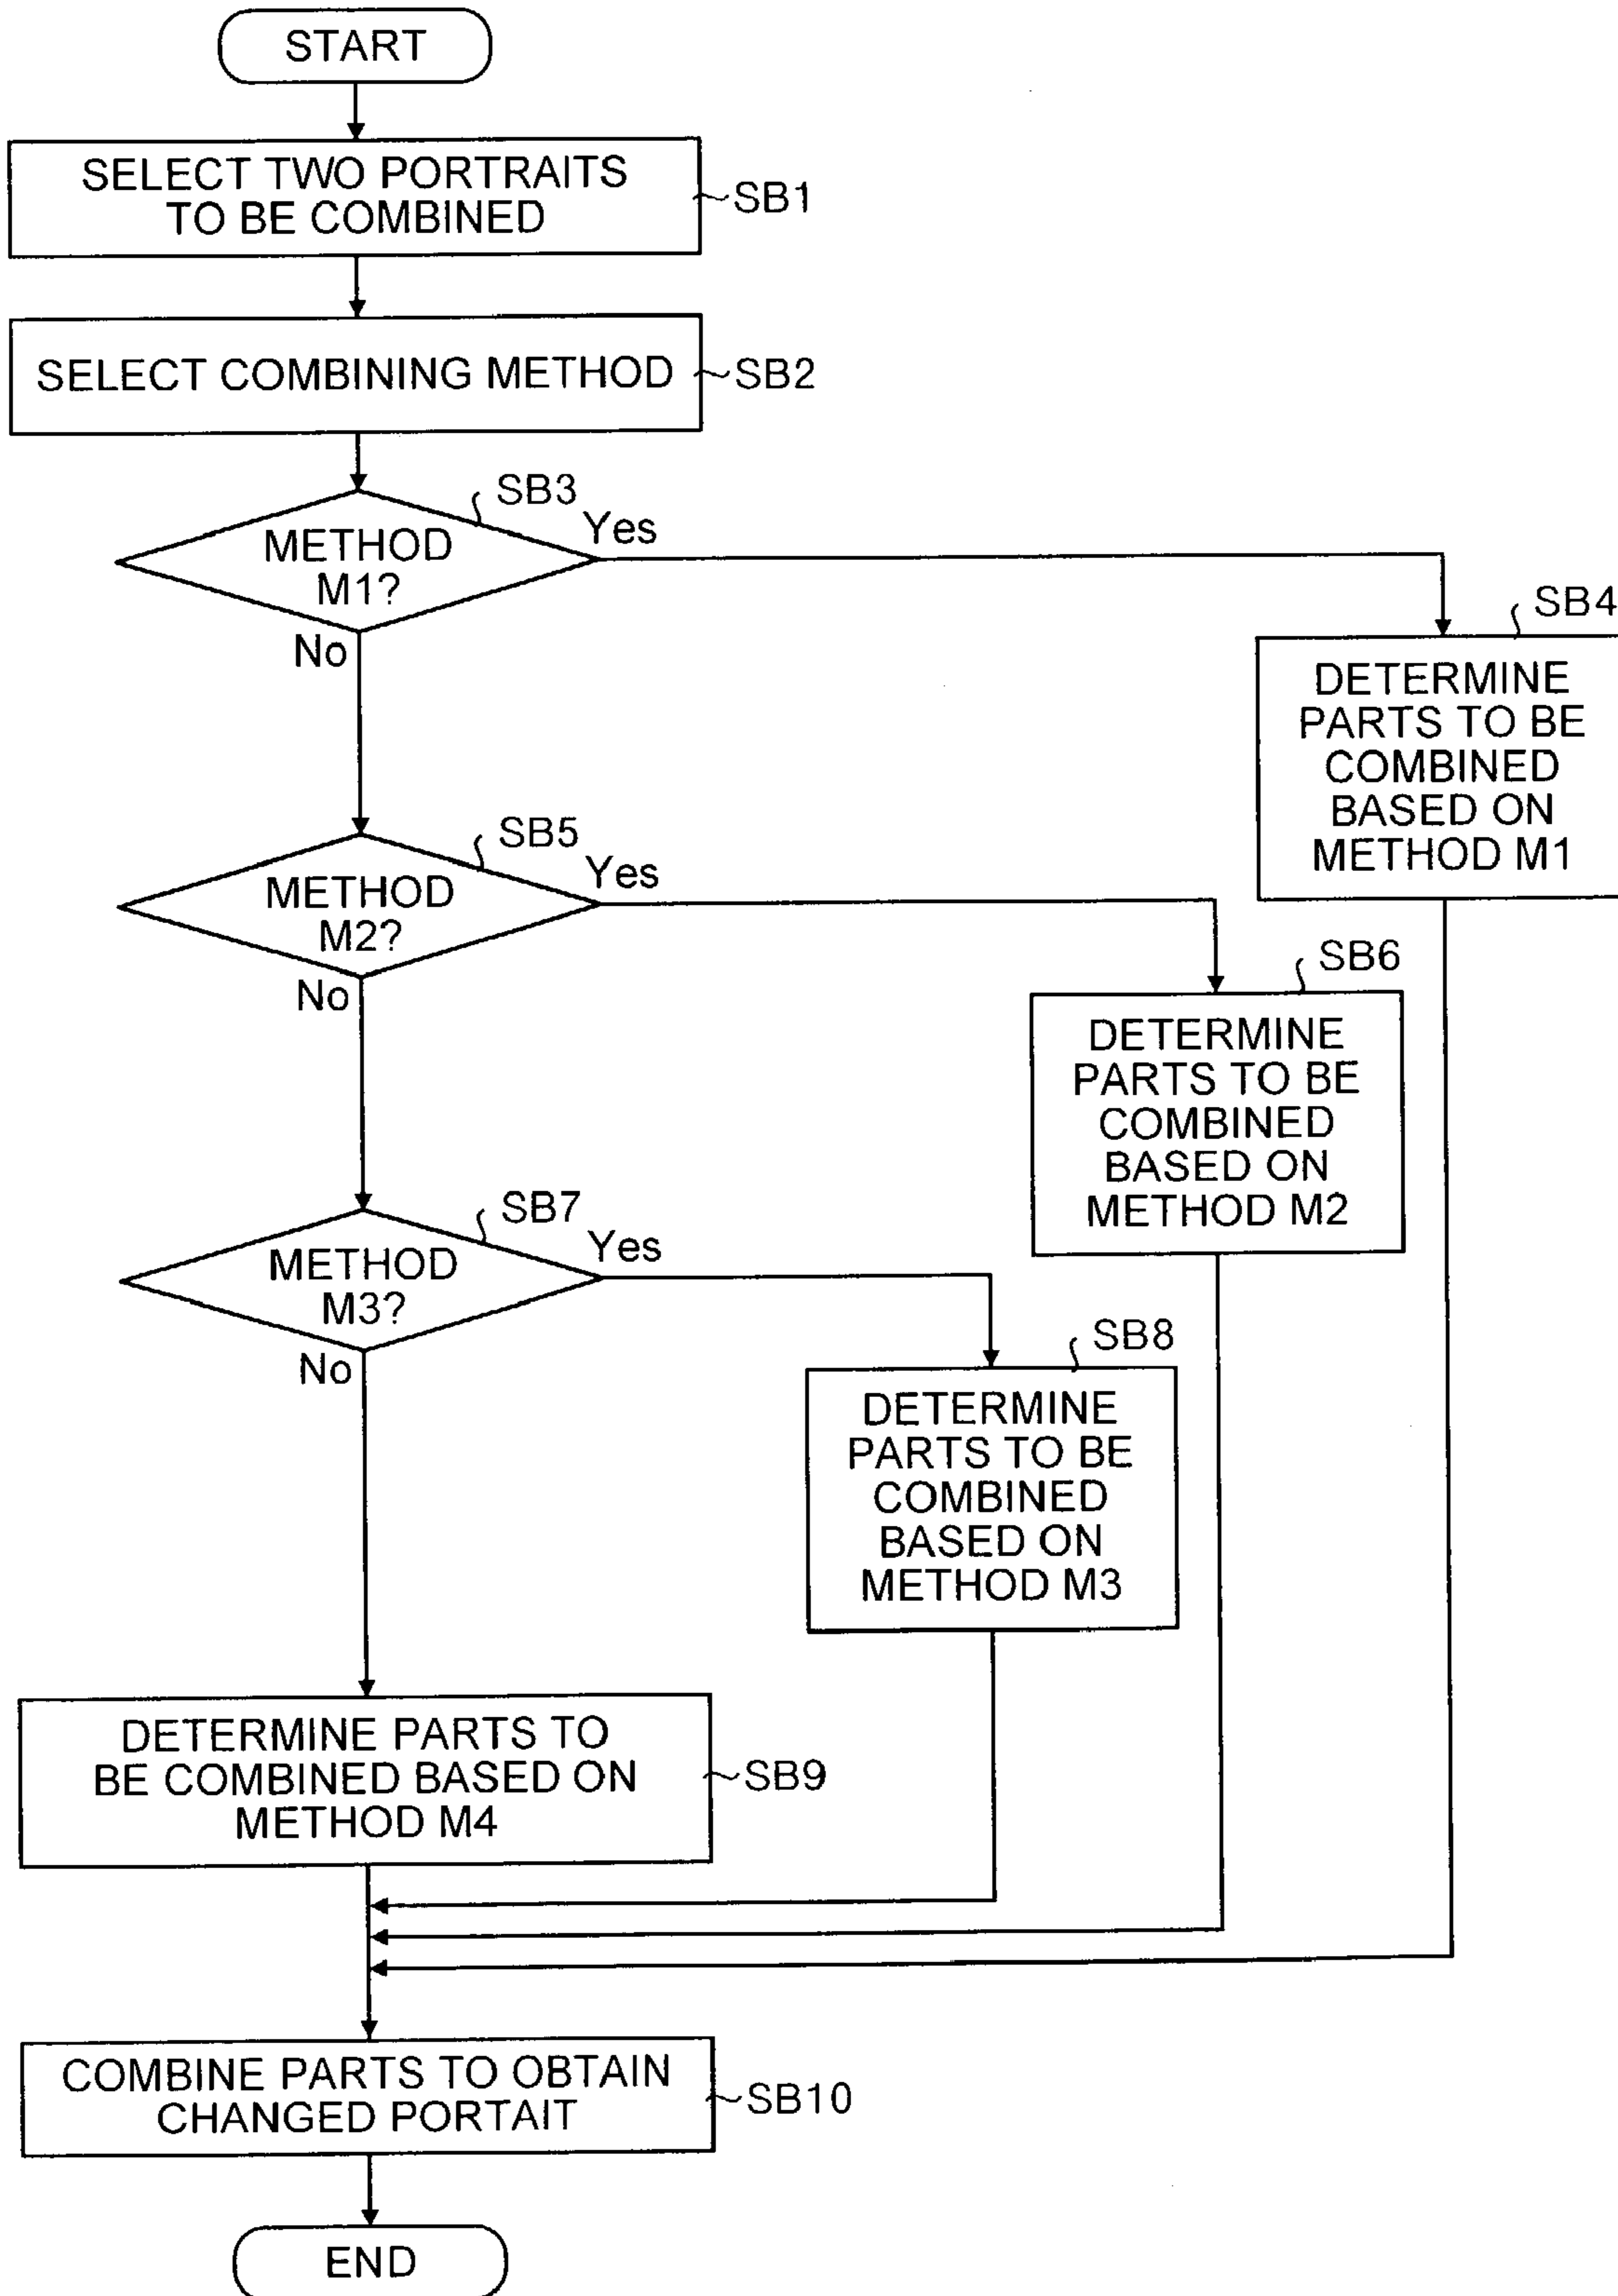 START
SELECT TWO PORTRAITS
TO BE COMBINED
SB1
SELECT COMBINING METHOD
SB2
SB3
METHOD
M1?
Yes
No
SB4
DETERMINE
PARTS TO BE
COMBINED
BASED ON
METHOD M1
SB5
METHOD
M2?
Yes
No
SB6
DETERMINE
PARTS TO BE
COMBINED
BASED ON
METHOD M2
SB7
METHOD
M3?
Yes
No
SB8
DETERMINE
PARTS TO BE
COMBINED
BASED ON
METHOD M3
DETERMINE PARTS TO
BE COMBINED BASED ON
METHOD M4
SB9
COMBINE PARTS TO OBTAIN
CHANGED PORTAIT
SB10
END